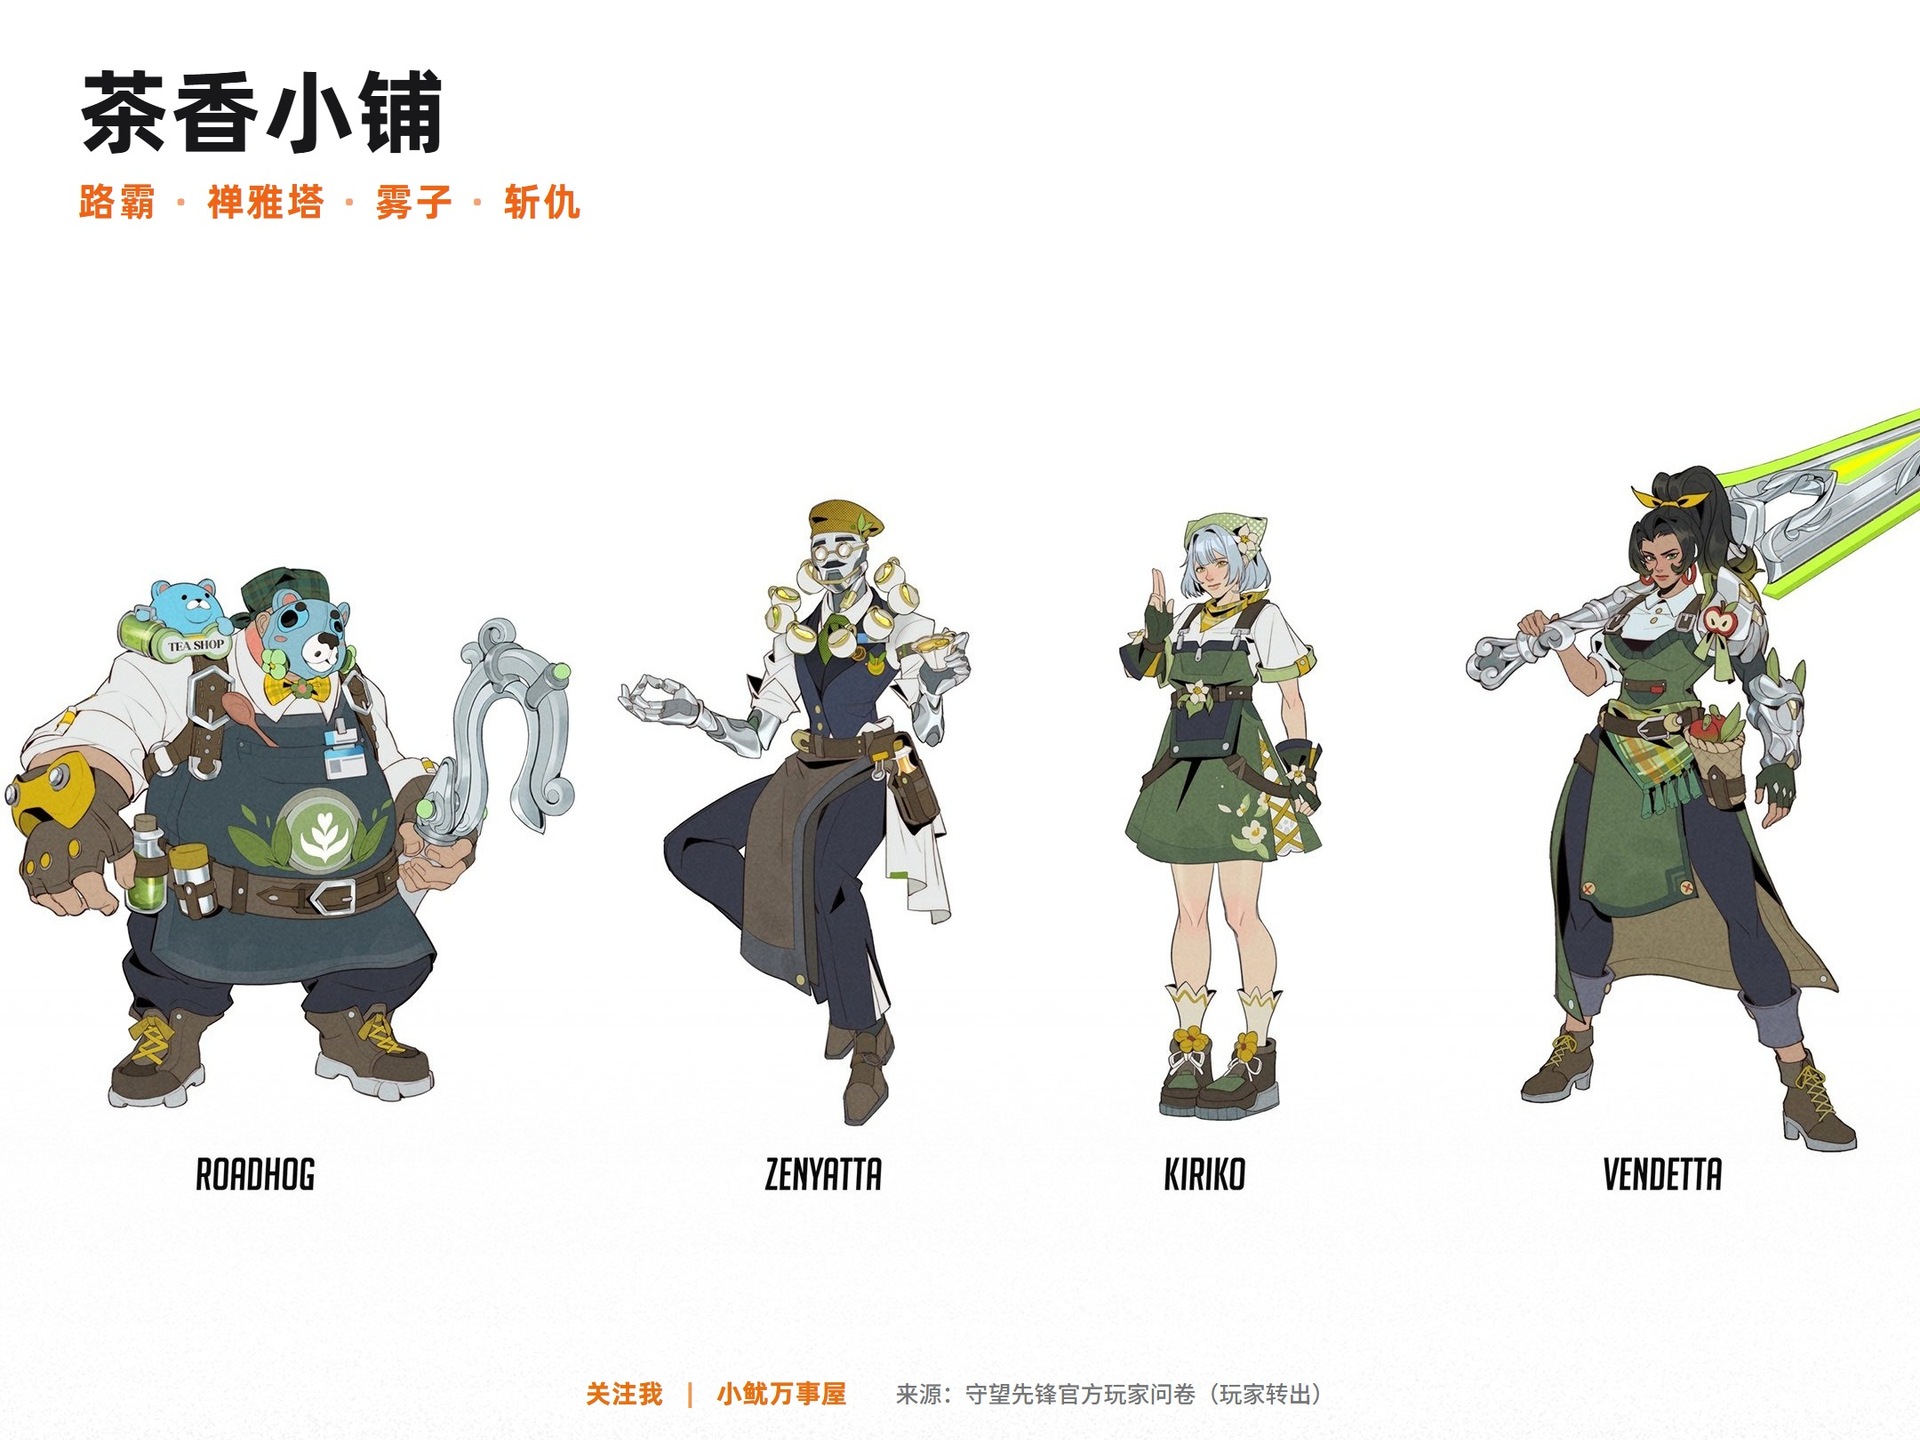 茶香小铺
路霸 · 禅雅塔 · 雾子 · 斩仇
TEA SHOP
ROADHOG
ZENYATTA
KIRIKO
VENDETTA
关注我 | 小鱿万事屋 来源：守望先锋官方玩家问卷（玩家转出）